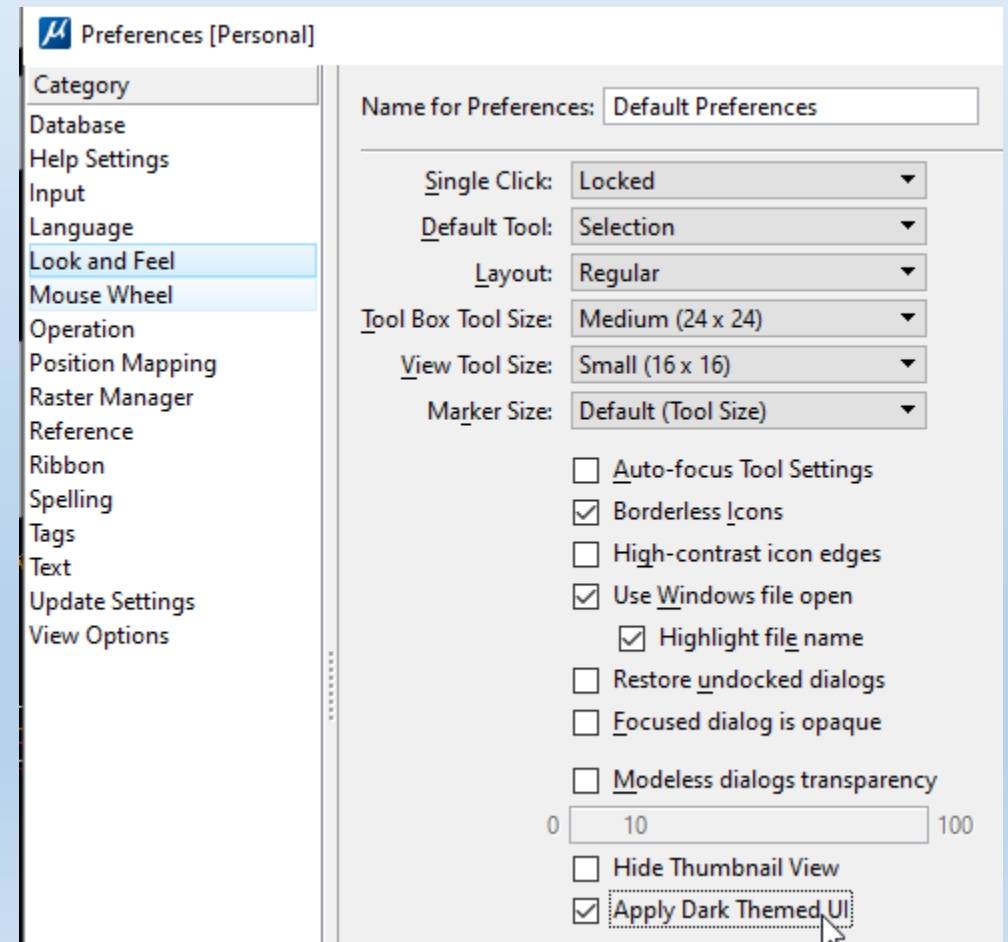 Preferences [Personal]
Category
Database
Help Settings
Input
Language
Look and Feel
Mouse Wheel
Operation
Position Mapping
Raster Manager
Reference
Ribbon
Spelling
Tags
Text
Update Settings
View Options
Name for Preferences: Default Preferences
Single Click: Locked
Default Tool: Selection
Layout: Regular
Tool Box Tool Size: Medium (24 x 24)
View Tool Size: Small (16 x 16)
Marker Size: Default (Tool Size)
Auto-focus Tool Settings
Borderless Icons
High-contrast icon edges
Use Windows file open
Highlight file name
Restore undocked dialogs
Focused dialog is opaque
Modeless dialogs transparency
0 10 100
Hide Thumbnail View
Apply Dark Themed UI